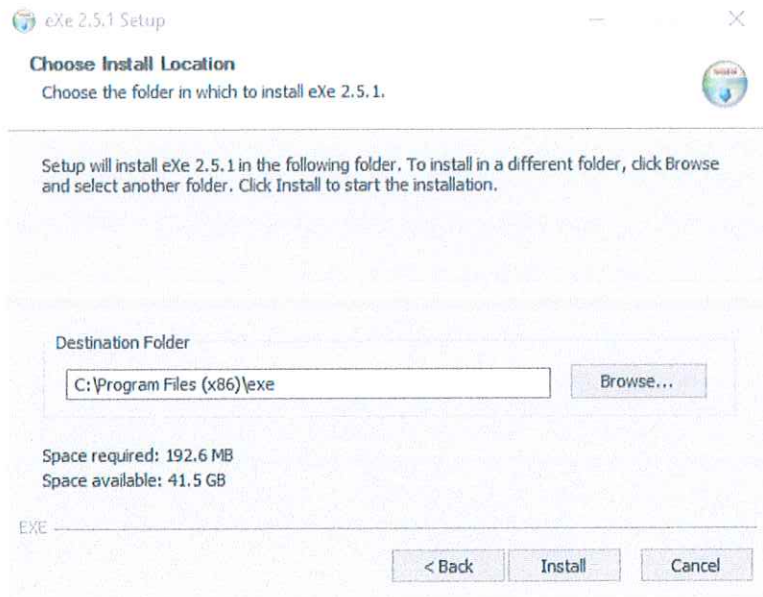 eXe 2.5.1 Setup
Choose Install Location
Choose the folder in which to install eXe 2.5.1.
Setup will install eXe 2.5.1 in the following folder. To install in a different folder, click Browse
and select another folder. Click Install to start the installation.
Destination Folder
C:\Program Files (x86)\exe
Browse...
Space required: 192.6 MB
Space available: 41.5 GB
EXE
< Back
Install
Cancel